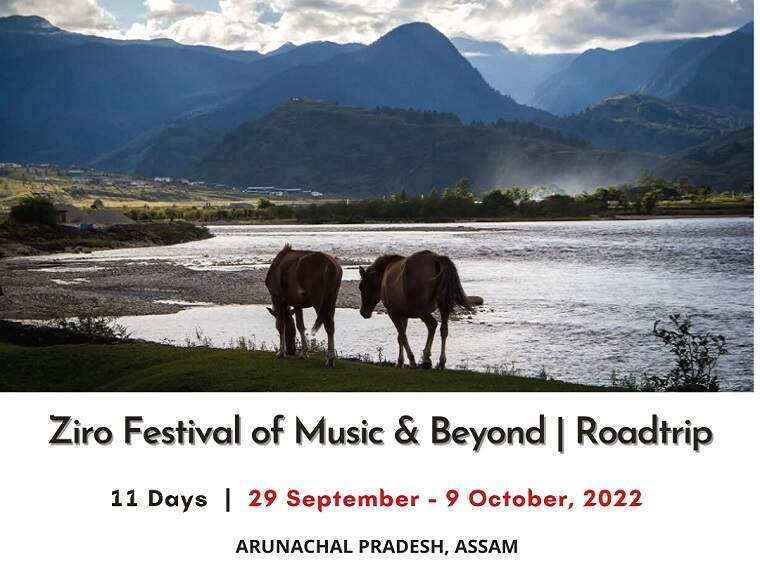 Ziro Festival of Music & Beyond | Roadtrip
11 Days | 29 September - 9 October, 2022
ARUNACHAL PRADESH, ASSAM